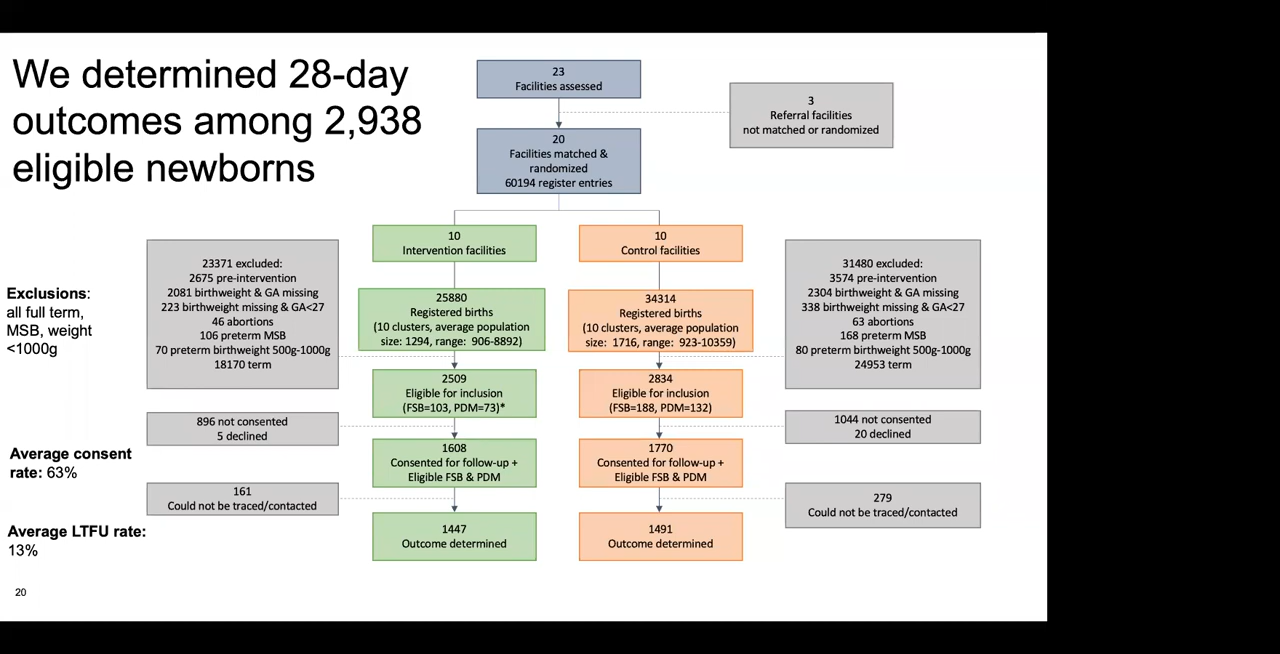 We determined 28-day
outcomes among 2,938
eligible newborns
23
Facilities assessed
3
Referral facilities
not matched or randomized
20
Facilities matched &
randomized
60194 register entries
10
Intervention facilities
10
Control facilities
23371 excluded:
2675 pre-intervention
2081 birthweight & GA missing
223 birthweight missing & GA<27
46 abortions
106 preterm MSB
70 preterm birthweight 500g-1000g
18170 term
31480 excluded:
3574 pre-intervention
2304 birthweight & GA missing
338 birthweight missing & GA<27
63 abortions
168 preterm MSB
80 preterm birthweight 500g-1000g
24953 term
Exclusions:
all full term,
MSB, weight
<1000g
25880
Registered births
(10 clusters, average population
size: 1294, range: 906-8892)
34314
Registered births
(10 clusters, average population
size: 1716, range: 923-10359)
2509
Eligible for inclusion
(FSB=103, PDM=73)*
2834
Eligible for inclusion
(FSB=188, PDM=132)
896 not consented
5 declined
1044 not consented
20 declined
Average consent
rate: 63%
1608
Consented for follow-up +
Eligible FSB & PDM
1770
Consented for follow-up +
Eligible FSB & PDM
161
Could not be traced/contacted
279
Could not be traced/contacted
Average LTFU rate:
13%
1447
Outcome determined
1491
Outcome determined
20